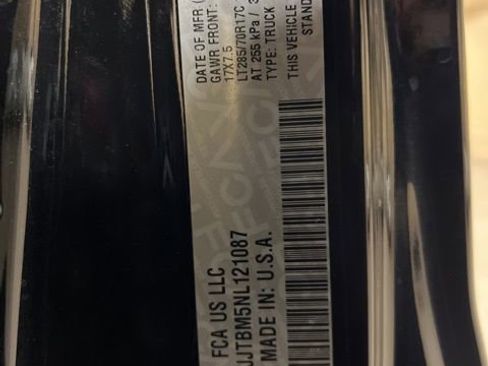 DATE OF MFR (
GAWR FRONT:
17X7.5
LT285/70R17C
AT 255 kPa / 3
TYPE: TRUCK
THIS VEHICLE
STAND
FCA US LLC
JJTBM5NL121087
MADE IN: U.S.A.